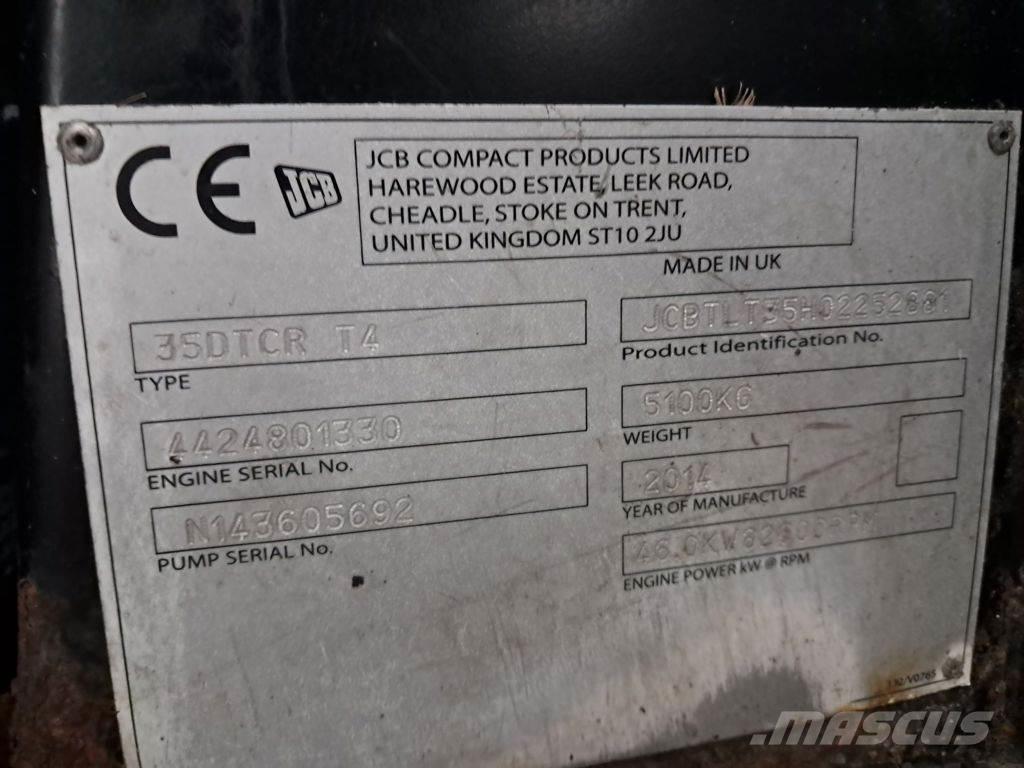 CE
JCB
JCB COMPACT PRODUCTS LIMITED
HAREWOOD ESTATE, LEEK ROAD,
CHEADLE, STOKE ON TRENT,
UNITED KINGDOM ST10 2JU
MADE IN UK
35DTCR T4
TYPE
4424801330
ENGINE SERIAL No.
N143605692
PUMP SERIAL No.
JCBTLT35H02252881
Product Identification No.
5100KG
WEIGHT
2014
YEAR OF MANUFACTURE
ENGINE POWER kW @ RPM
MASCUS